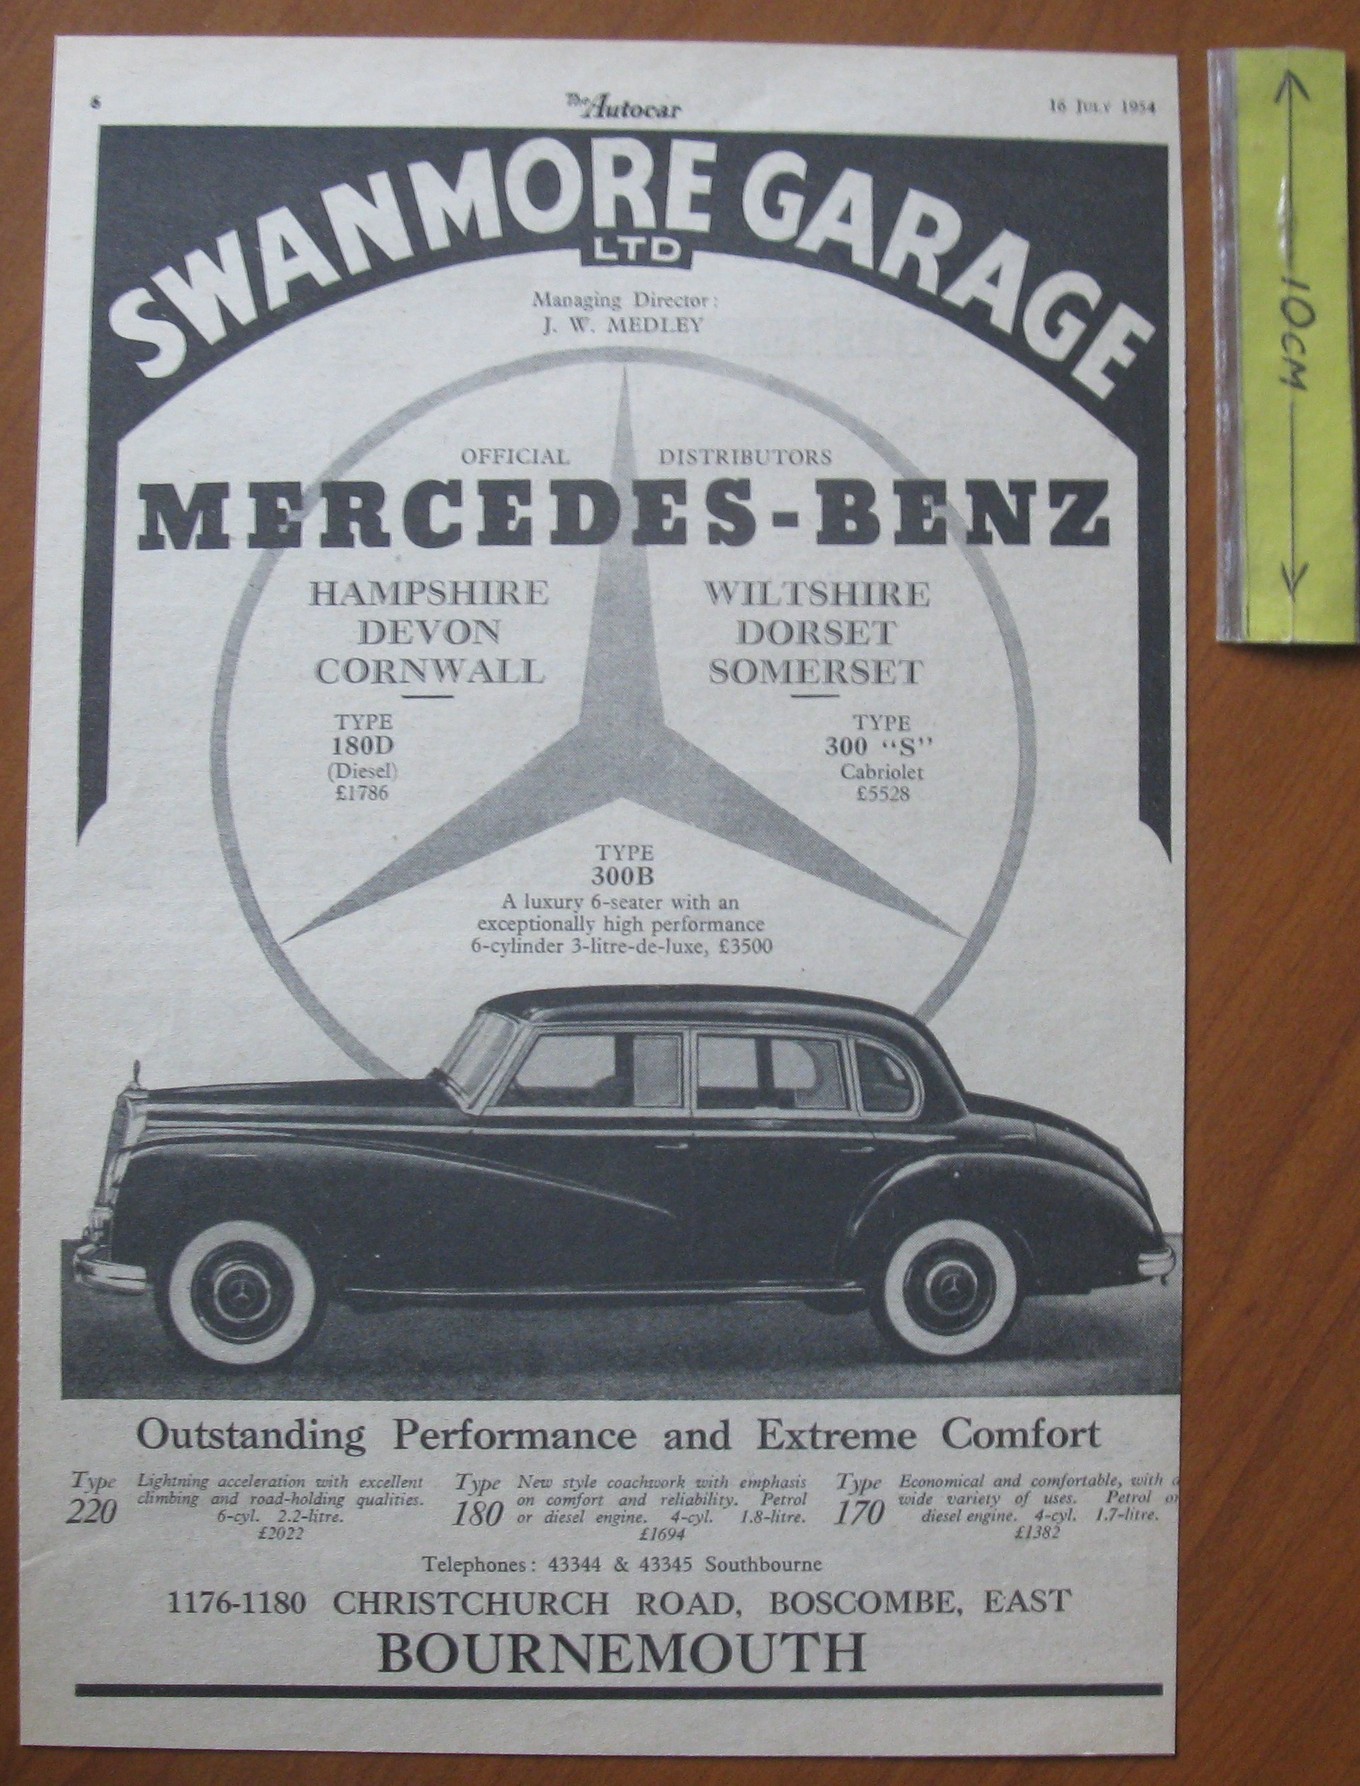 6
The Autocar
16 July 1954
SWANMORE GARAGE
LTD
Managing Director:
J. W. MEDLEY
OFFICIAL DISTRIBUTORS
MERCEDES-BENZ
HAMPSHIRE
DEVON
CORNWALL
WILTSHIRE
DORSET
SOMERSET
TYPE
180D
(Diesel)
£1786
TYPE
300 "S"
Cabriolet
£5528
TYPE
300B
A luxury 6-seater with an
exceptionally high performance
6-cylinder 3-litre-de-luxe, £3500
Outstanding Performance and Extreme Comfort
Type
220
Lightning acceleration with excellent
climbing and road-holding qualities.
6-cyl. 2.2-litre.
£2022
Type
180
New style coachwork with emphasis
on comfort and reliability. Petrol
or diesel engine. 4-cyl. 1.8-litre.
£1694
Type
170
Economical and comfortable, with a
wide variety of uses. Petrol or
diesel engine. 4-cyl. 1.7-litre.
£1382
Telephones: 43344 & 43345 Southbourne
1176-1180 CHRISTCHURCH ROAD, BOSCOMBE, EAST
BOURNEMOUTH
10CM